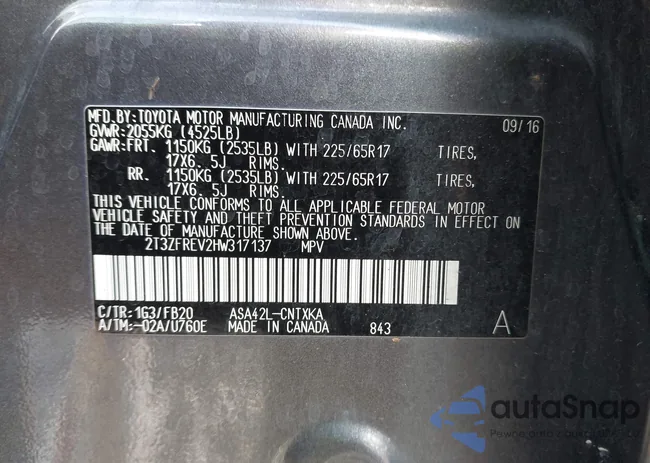 MFD.BY:TOYOTA MOTOR MANUFACTURING CANADA INC. 09/16
GVWR:2055KG (4525LB)
GAWR:FRT. 1150KG (2535LB) WITH 225/65R17 TIRES,
17X6. 5J RIMS.
RR. 1150KG (2535LB) WITH 225/65R17 TIRES,
17X6. 5J RIMS.
THIS VEHICLE CONFORMS TO ALL APPLICABLE FEDERAL MOTOR
VEHICLE SAFETY AND THEFT PREVENTION STANDARDS IN EFFECT ON
THE DATE OF MANUFACTURE SHOWN ABOVE.
2T3ZFREV2HW317137 MPV
C/TR:1G3/FB20 ASA42L-CNTXKA
A/TM:-02A/U760E MADE IN CANADA 843 A
autaSnap